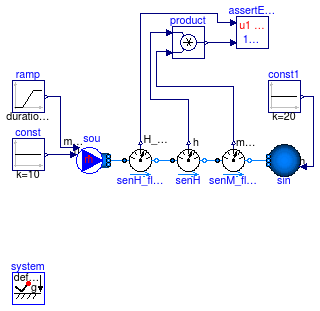 assertE...
product
u1 ...
1...
ramp
duratio...
const
k=10
m...
sou
H_...
senH_fl...
h
senH
m...
senM_fl...
const1
k=20
sin
system
def...
g